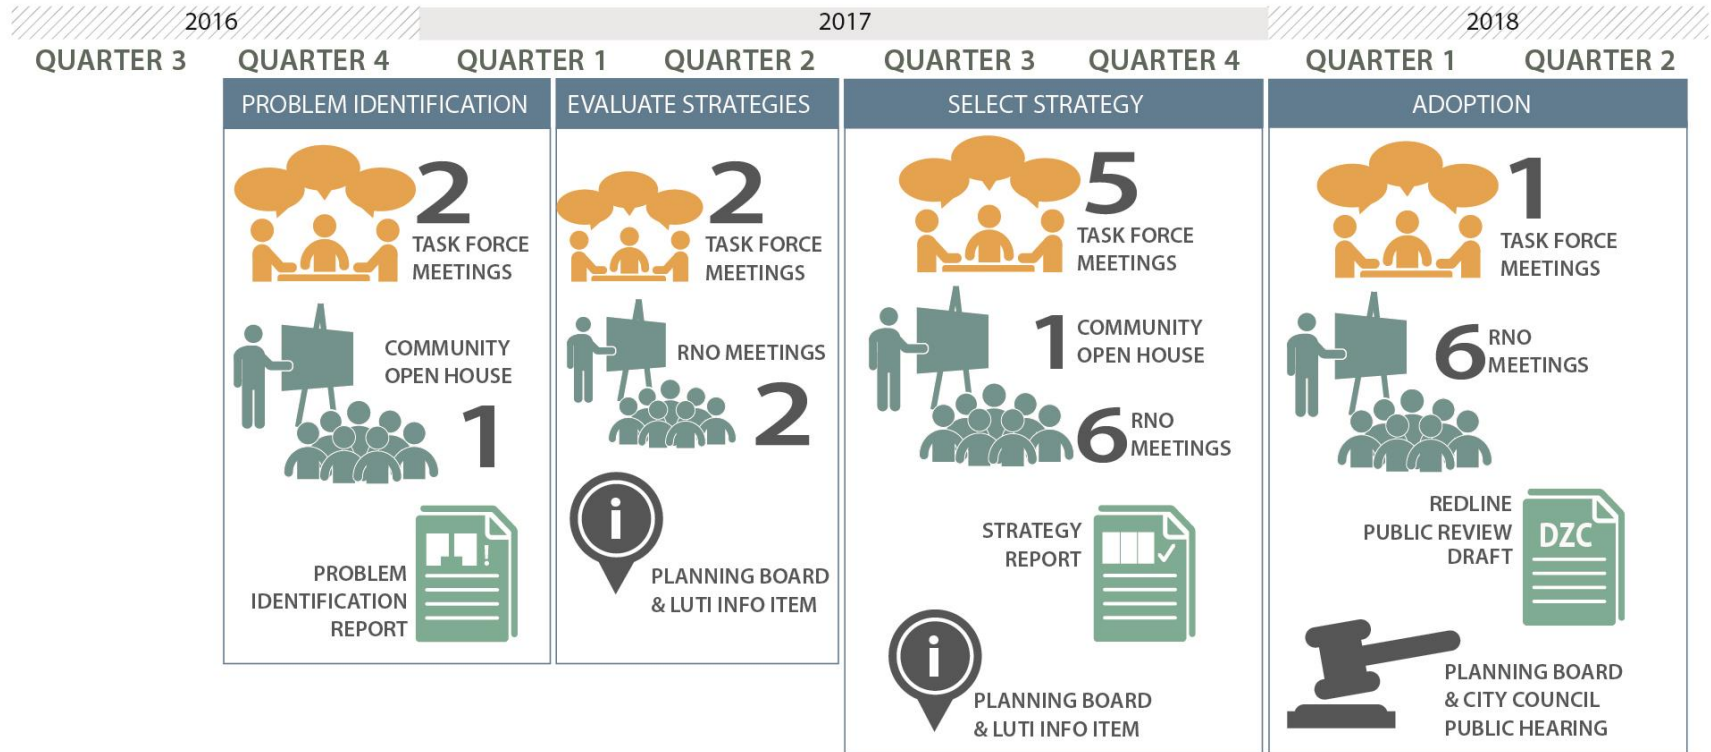 2016
2017
2018
QUARTER 3
QUARTER 4
QUARTER 1
QUARTER 2
QUARTER 3
QUARTER 4
QUARTER 1
QUARTER 2
PROBLEM IDENTIFICATION
2
TASK FORCE
MEETINGS
COMMUNITY
OPEN HOUSE
1
!
PROBLEM
IDENTIFICATION
REPORT
EVALUATE STRATEGIES
2
TASK FORCE
MEETINGS
RNO MEETINGS
2
i
PLANNING BOARD
& LUTI INFO ITEM
SELECT STRATEGY
5
TASK FORCE
MEETINGS
1 COMMUNITY
OPEN HOUSE
6 RNO
MEETINGS
STRATEGY
REPORT
i
PLANNING BOARD
& LUTI INFO ITEM
ADOPTION
1
TASK FORCE
MEETINGS
6 RNO
MEETINGS
REDLINE
PUBLIC REVIEW
DRAFT
DZC
PLANNING BOARD
& CITY COUNCIL
PUBLIC HEARING